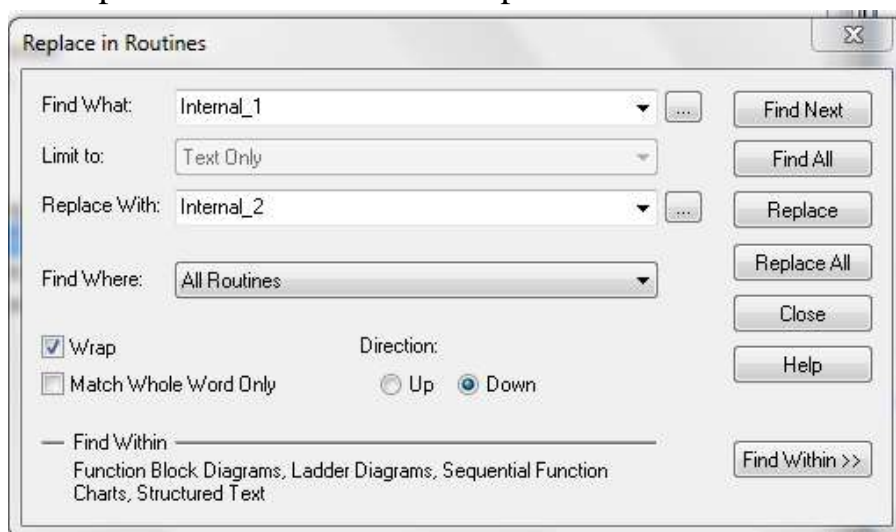 Replace in Routines
Find What: Internal_1 ... Find Next
Limit to: Text Only Find All
Replace With: Internal_2 ... Replace
Find Where: All Routines Replace All
Close
Wrap Direction:
Match Whole Word Only Up Down Help
Find Within
Function Block Diagrams, Ladder Diagrams, Sequential Function
Charts, Structured Text
Find Within >>